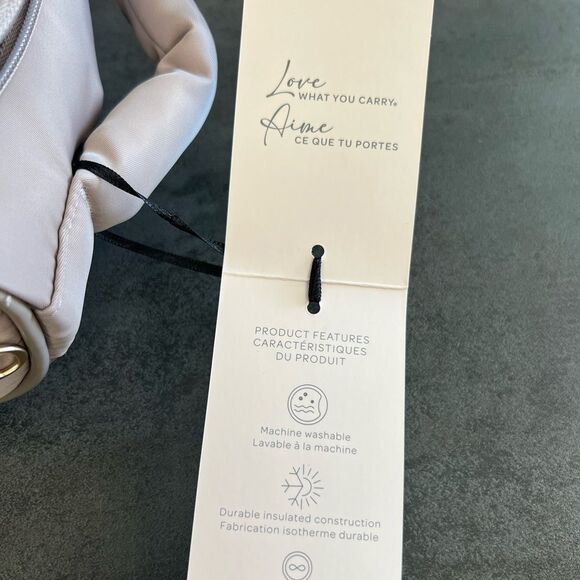 Love
WHAT YOU CARRY®
Aime
CE QUE TU PORTES
PRODUCT FEATURES
CARACTÉRISTIQUES
DU PRODUIT
Machine washable
Lavable à la machine
Durable insulated construction
Fabrication isotherme durable